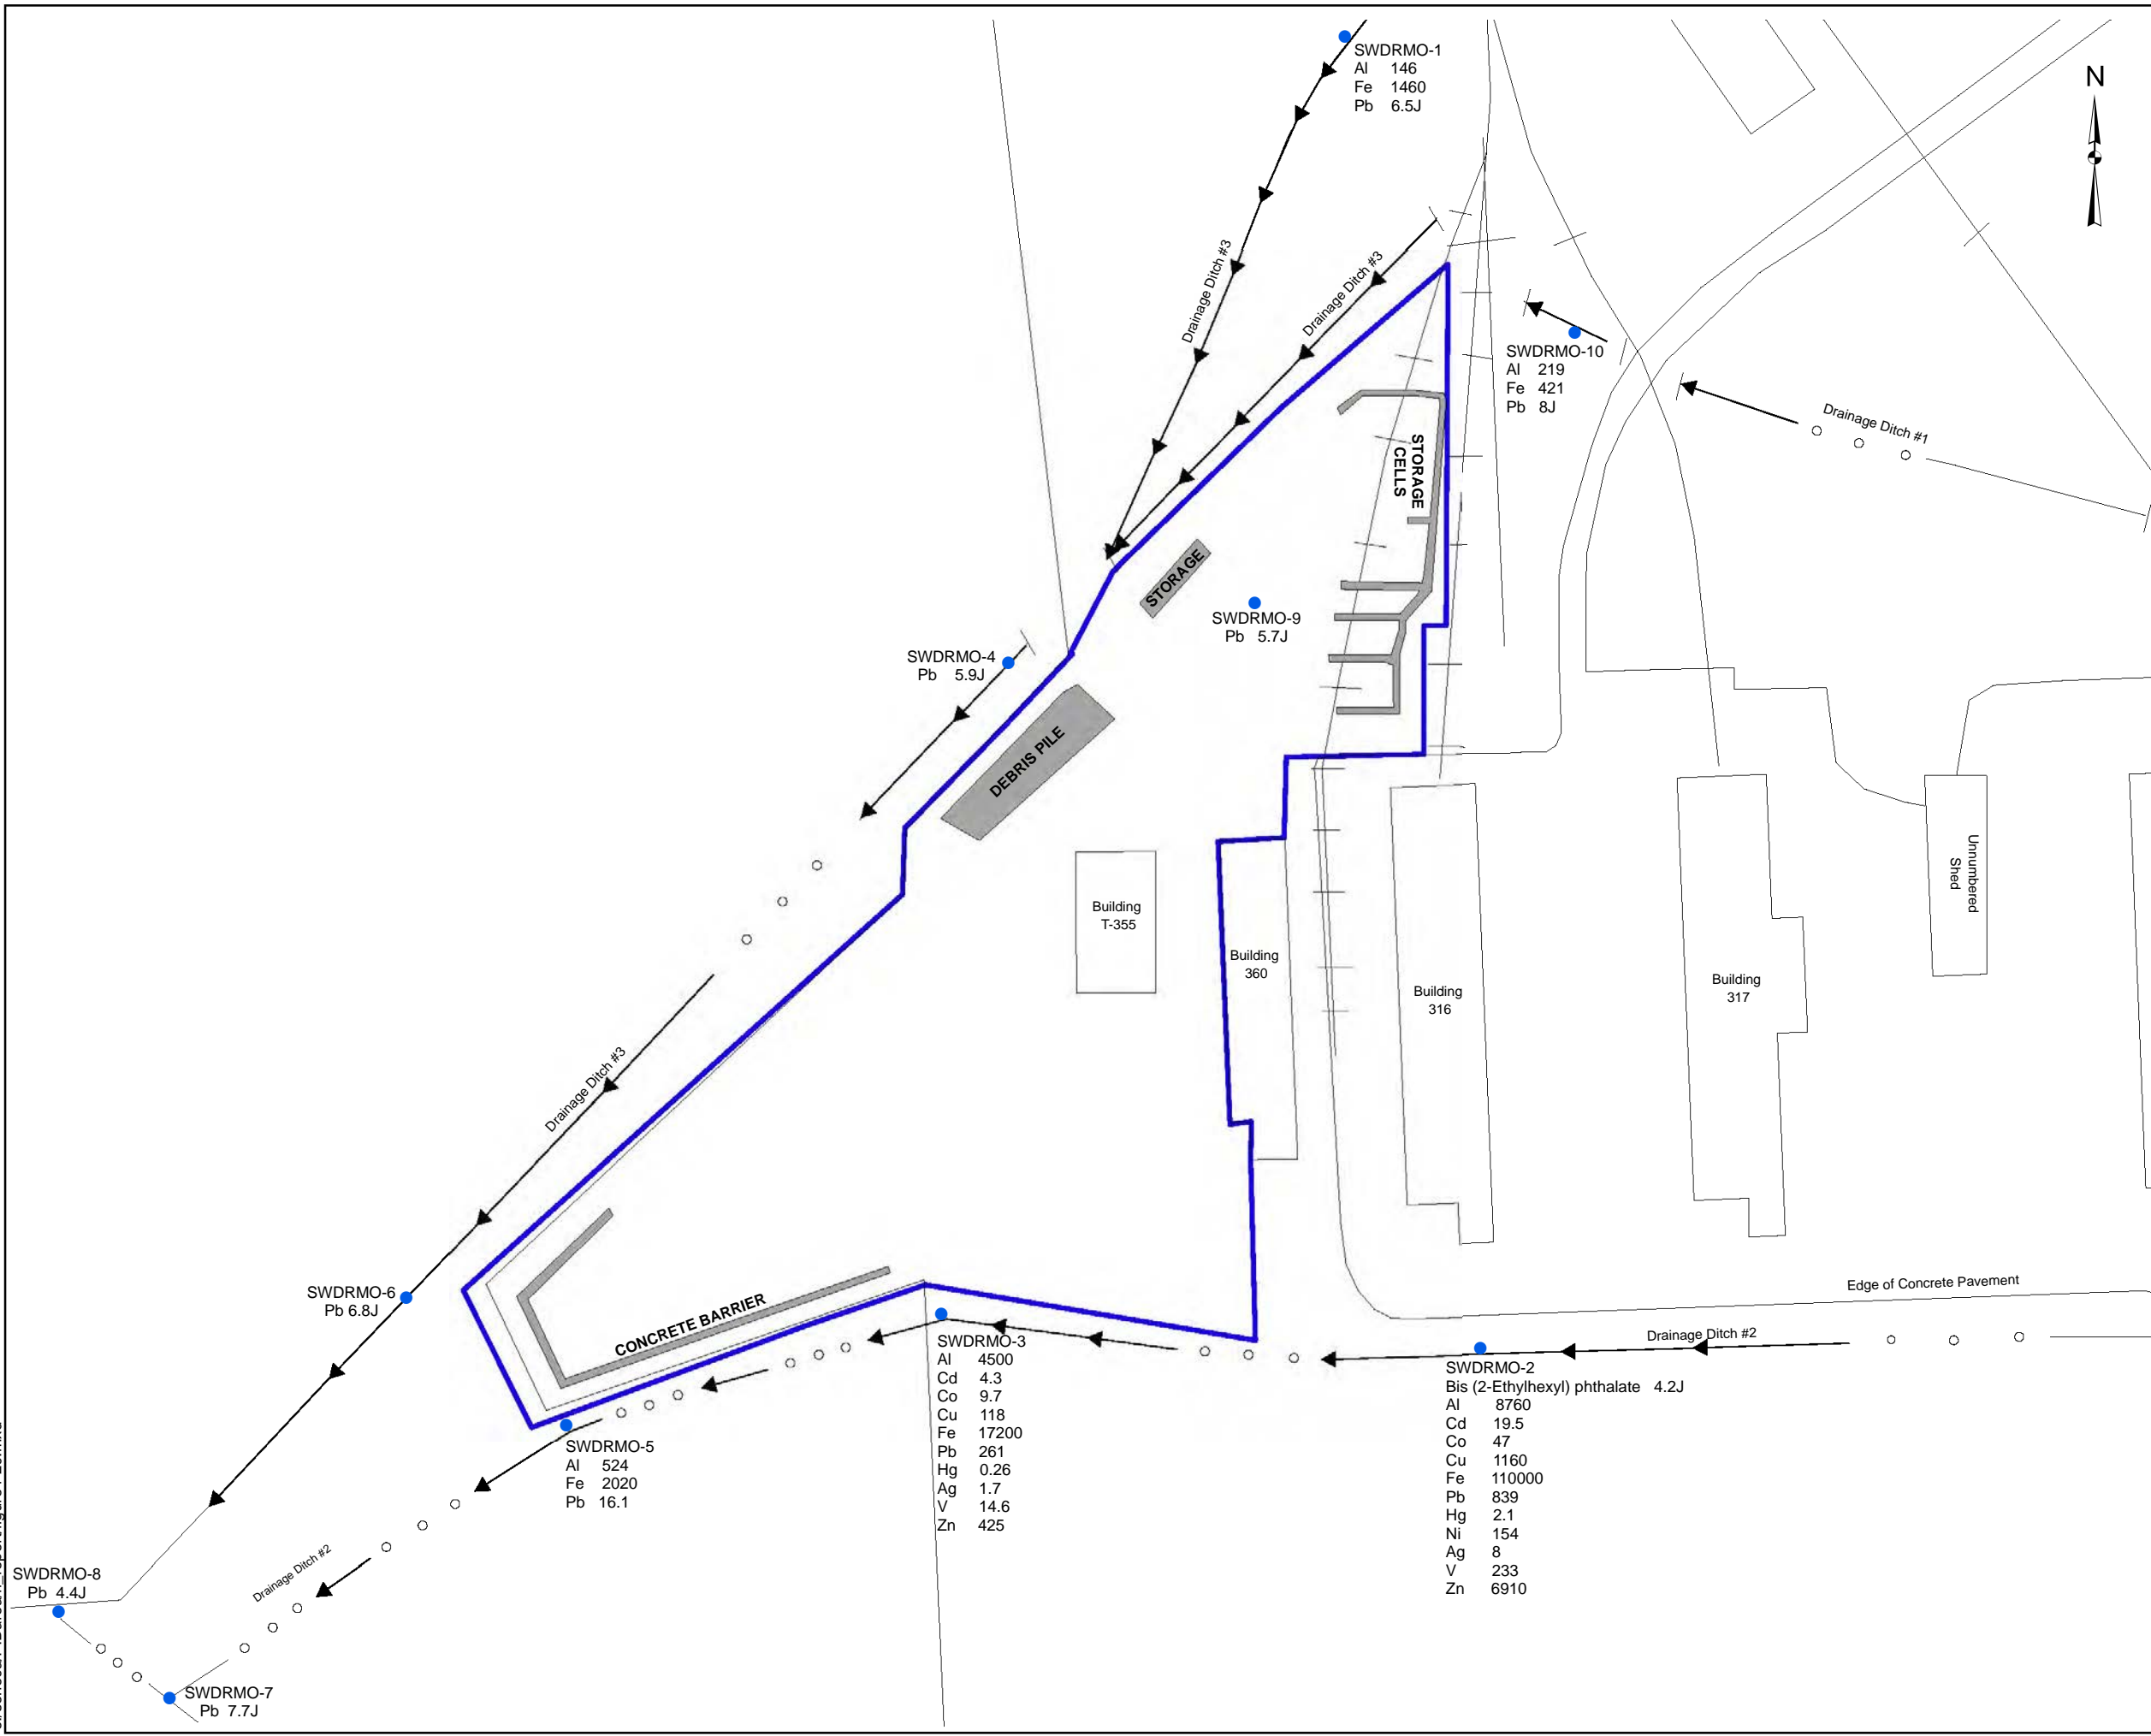 SWDRMO-1
Al 146
Fe 1460
Pb 6.5J
N
Drainage Ditch #3
Drainage Ditch #3
SWDRMO-10
Al 219
Fe 421
Pb 8J
Drainage Ditch #1
STORAGE
CELLS
STORAGE
SWDRMO-9
Pb 5.7J
SWDRMO-4
Pb 5.9J
DEBRIS PILE
Building
T-355
Building
360
Building
316
Building
317
Unnumbered
Shed
Drainage Ditch #3
SWDRMO-6
Pb 6.8J
CONCRETE BARRIER
Edge of Concrete Pavement
Drainage Ditch #2
SWDRMO-3
Al 4500
Cd 4.3
Co 9.7
Cu 118
Fe 17200
Pb 261
Hg 0.26
Ag 1.7
V 14.6
Zn 425
SWDRMO-2
Bis (2-Ethylhexyl) phthalate 4.2J
Al 8760
Cd 19.5
Co 47
Cu 1160
Fe 110000
Pb 839
Hg 2.1
Ni 154
Ag 8
V 233
Zn 6910
SWDRMO-5
Al 524
Fe 2020
Pb 16.1
Drainage Ditch #2
SWDRMO-8
Pb 4.4J
SWDRMO-7
Pb 7.7J